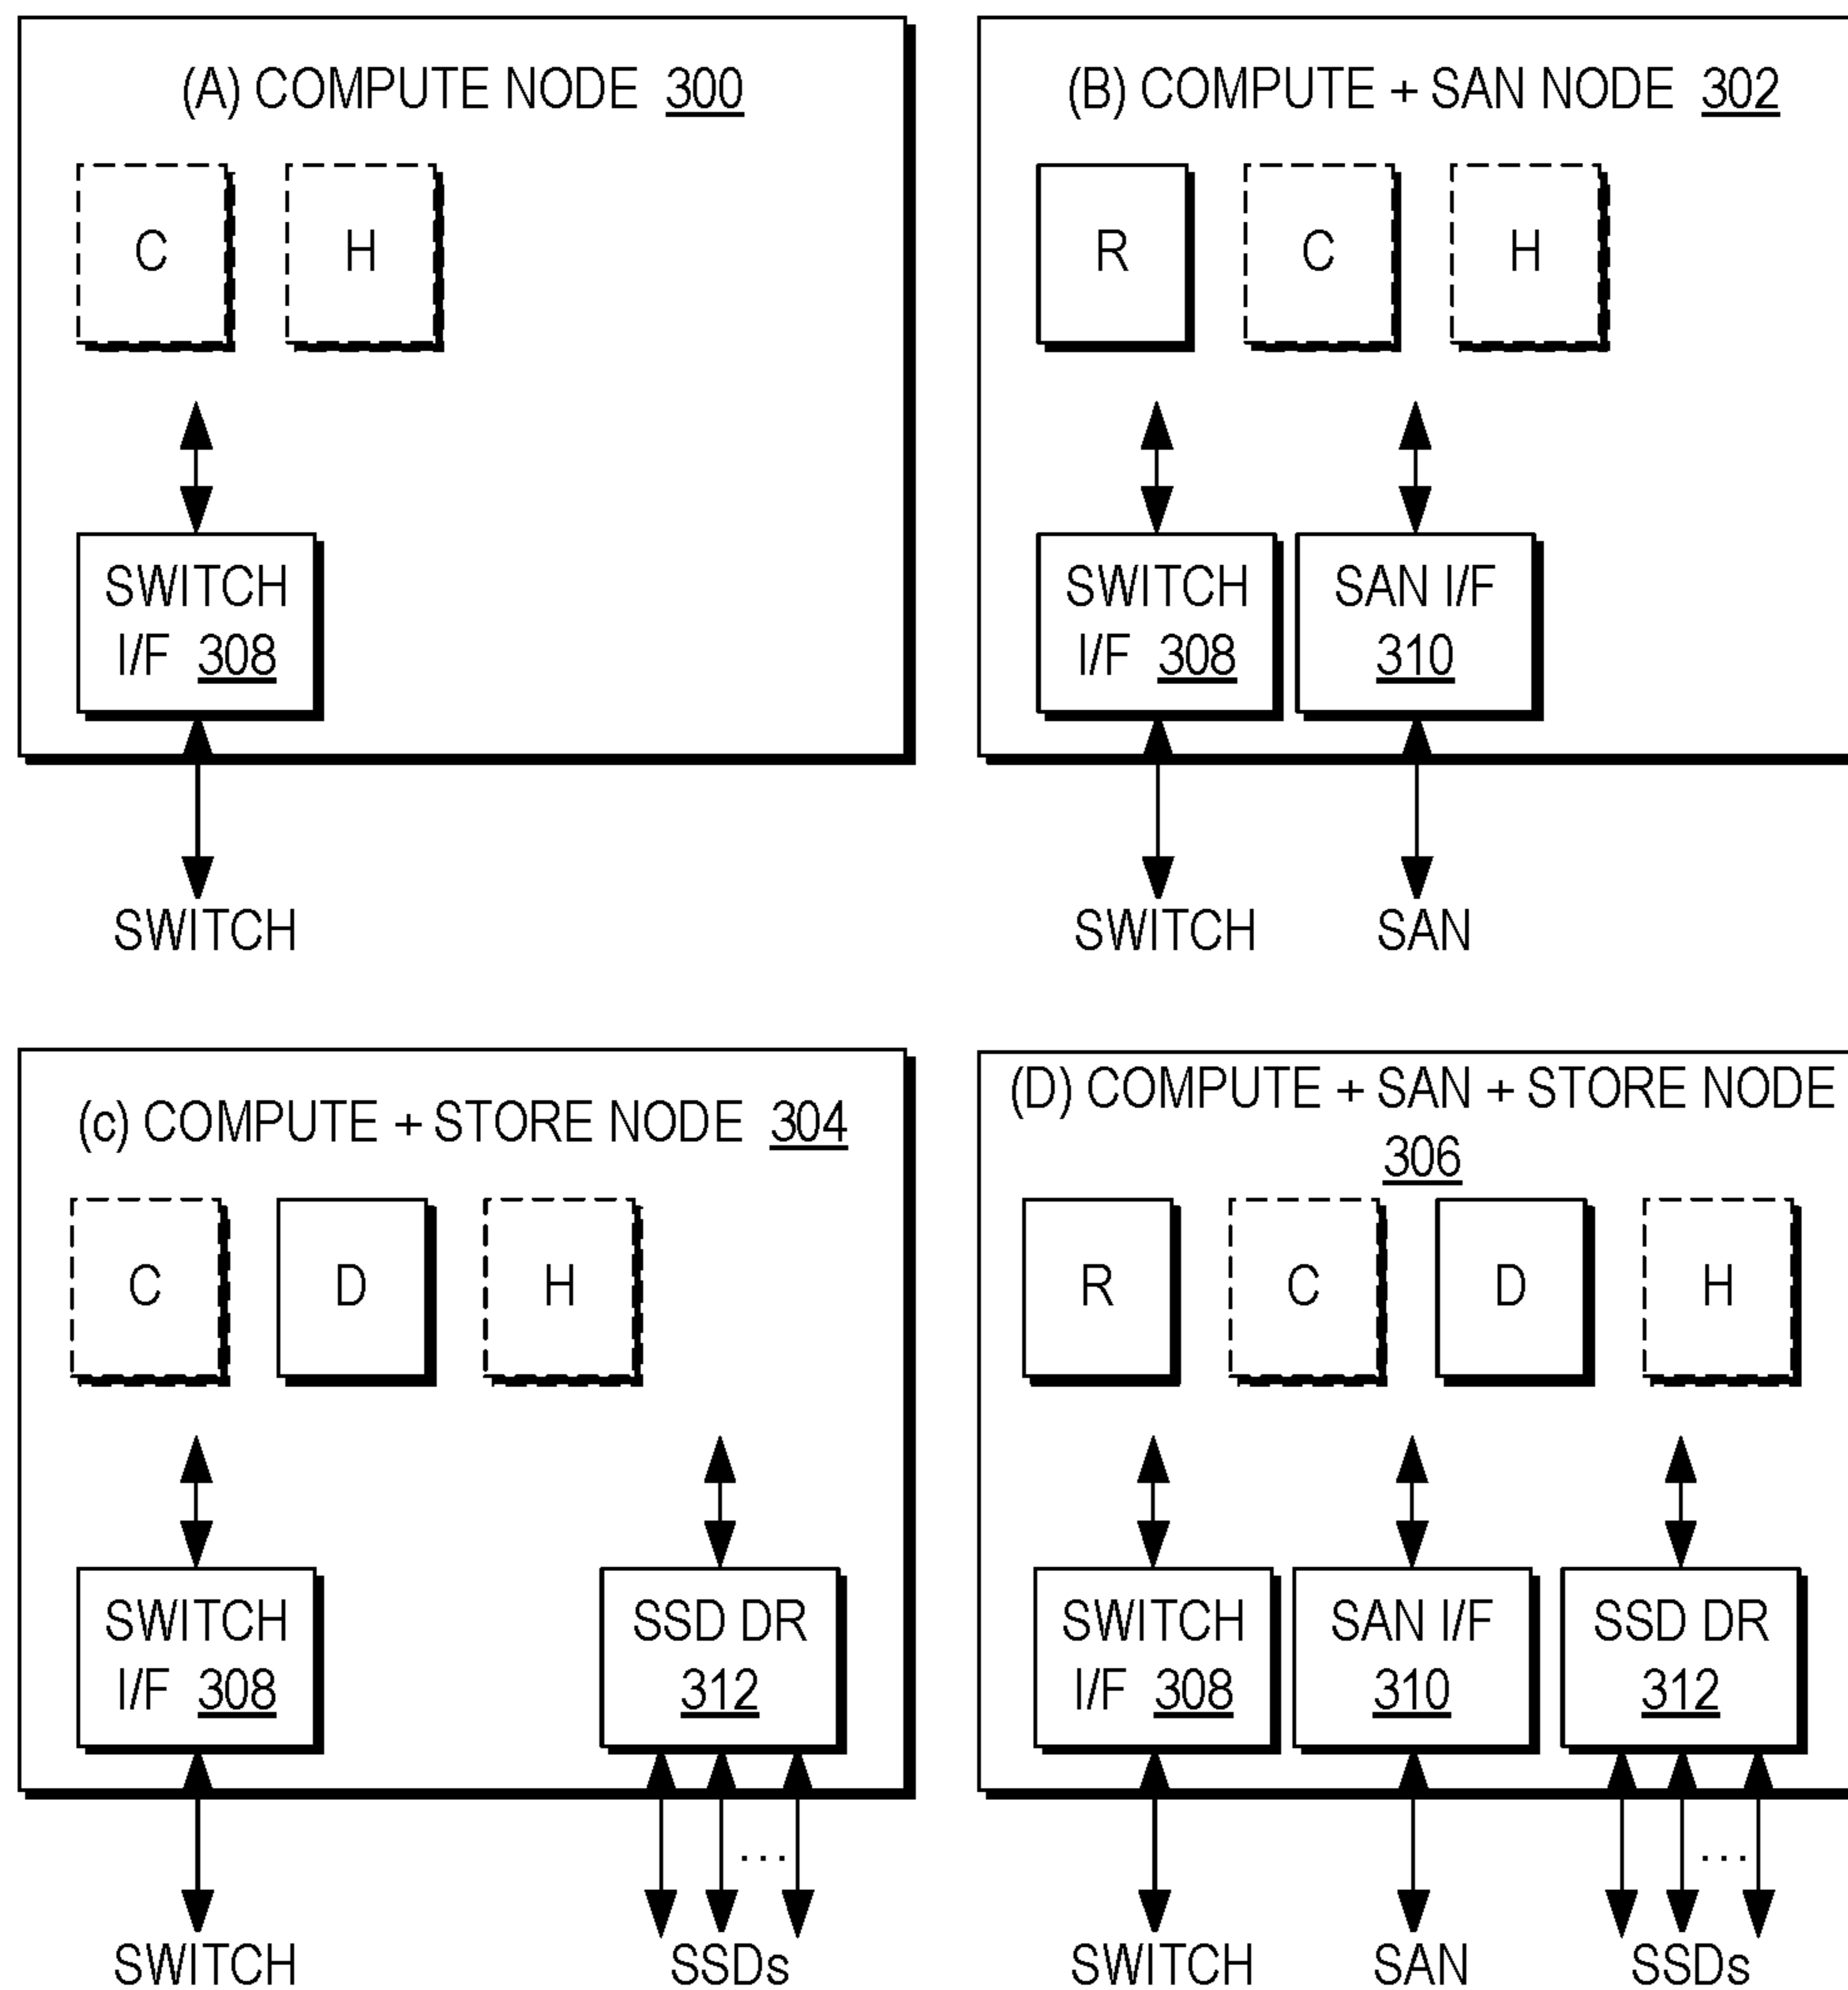 (A) COMPUTE NODE 300
C H
SWITCH
I/F 308
SWITCH
(B) COMPUTE + SAN NODE 302
R C H
SWITCH
I/F 308
SAN I/F
310
SWITCH SAN
(c) COMPUTE + STORE NODE 304
C D H
SWITCH
I/F 308
SSD DR
312
...
SWITCH SSDs
(D) COMPUTE + SAN + STORE NODE
306
R C D H
SWITCH
I/F 308
SAN I/F
310
SSD DR
312
...
SWITCH SAN SSDs